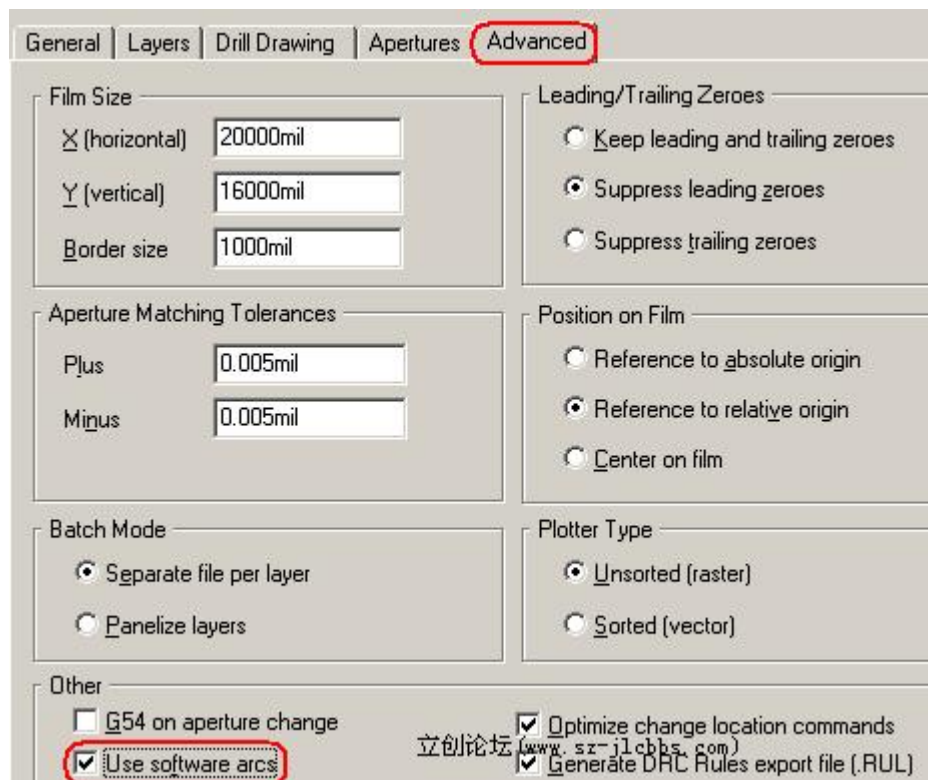 General
Layers
Drill Drawing
Apertures
Advanced
Film Size
X (horizontal)
20000mil
Y (vertical)
16000mil
Border size
1000mil
Leading/Trailing Zeroes
Keep leading and trailing zeroes
Suppress leading zeroes
Suppress trailing zeroes
Aperture Matching Tolerances
Plus
0.005mil
Minus
0.005mil
Position on Film
Reference to absolute origin
Reference to relative origin
Center on film
Batch Mode
Separate file per layer
Panelize layers
Plotter Type
Unsorted (raster)
Sorted (vector)
Other
G54 on aperture change
Use software arcs
Optimize change location commands
Generate DRC Rules export file (.RUL)
立创论坛(www.sz-jlcbbs.com)